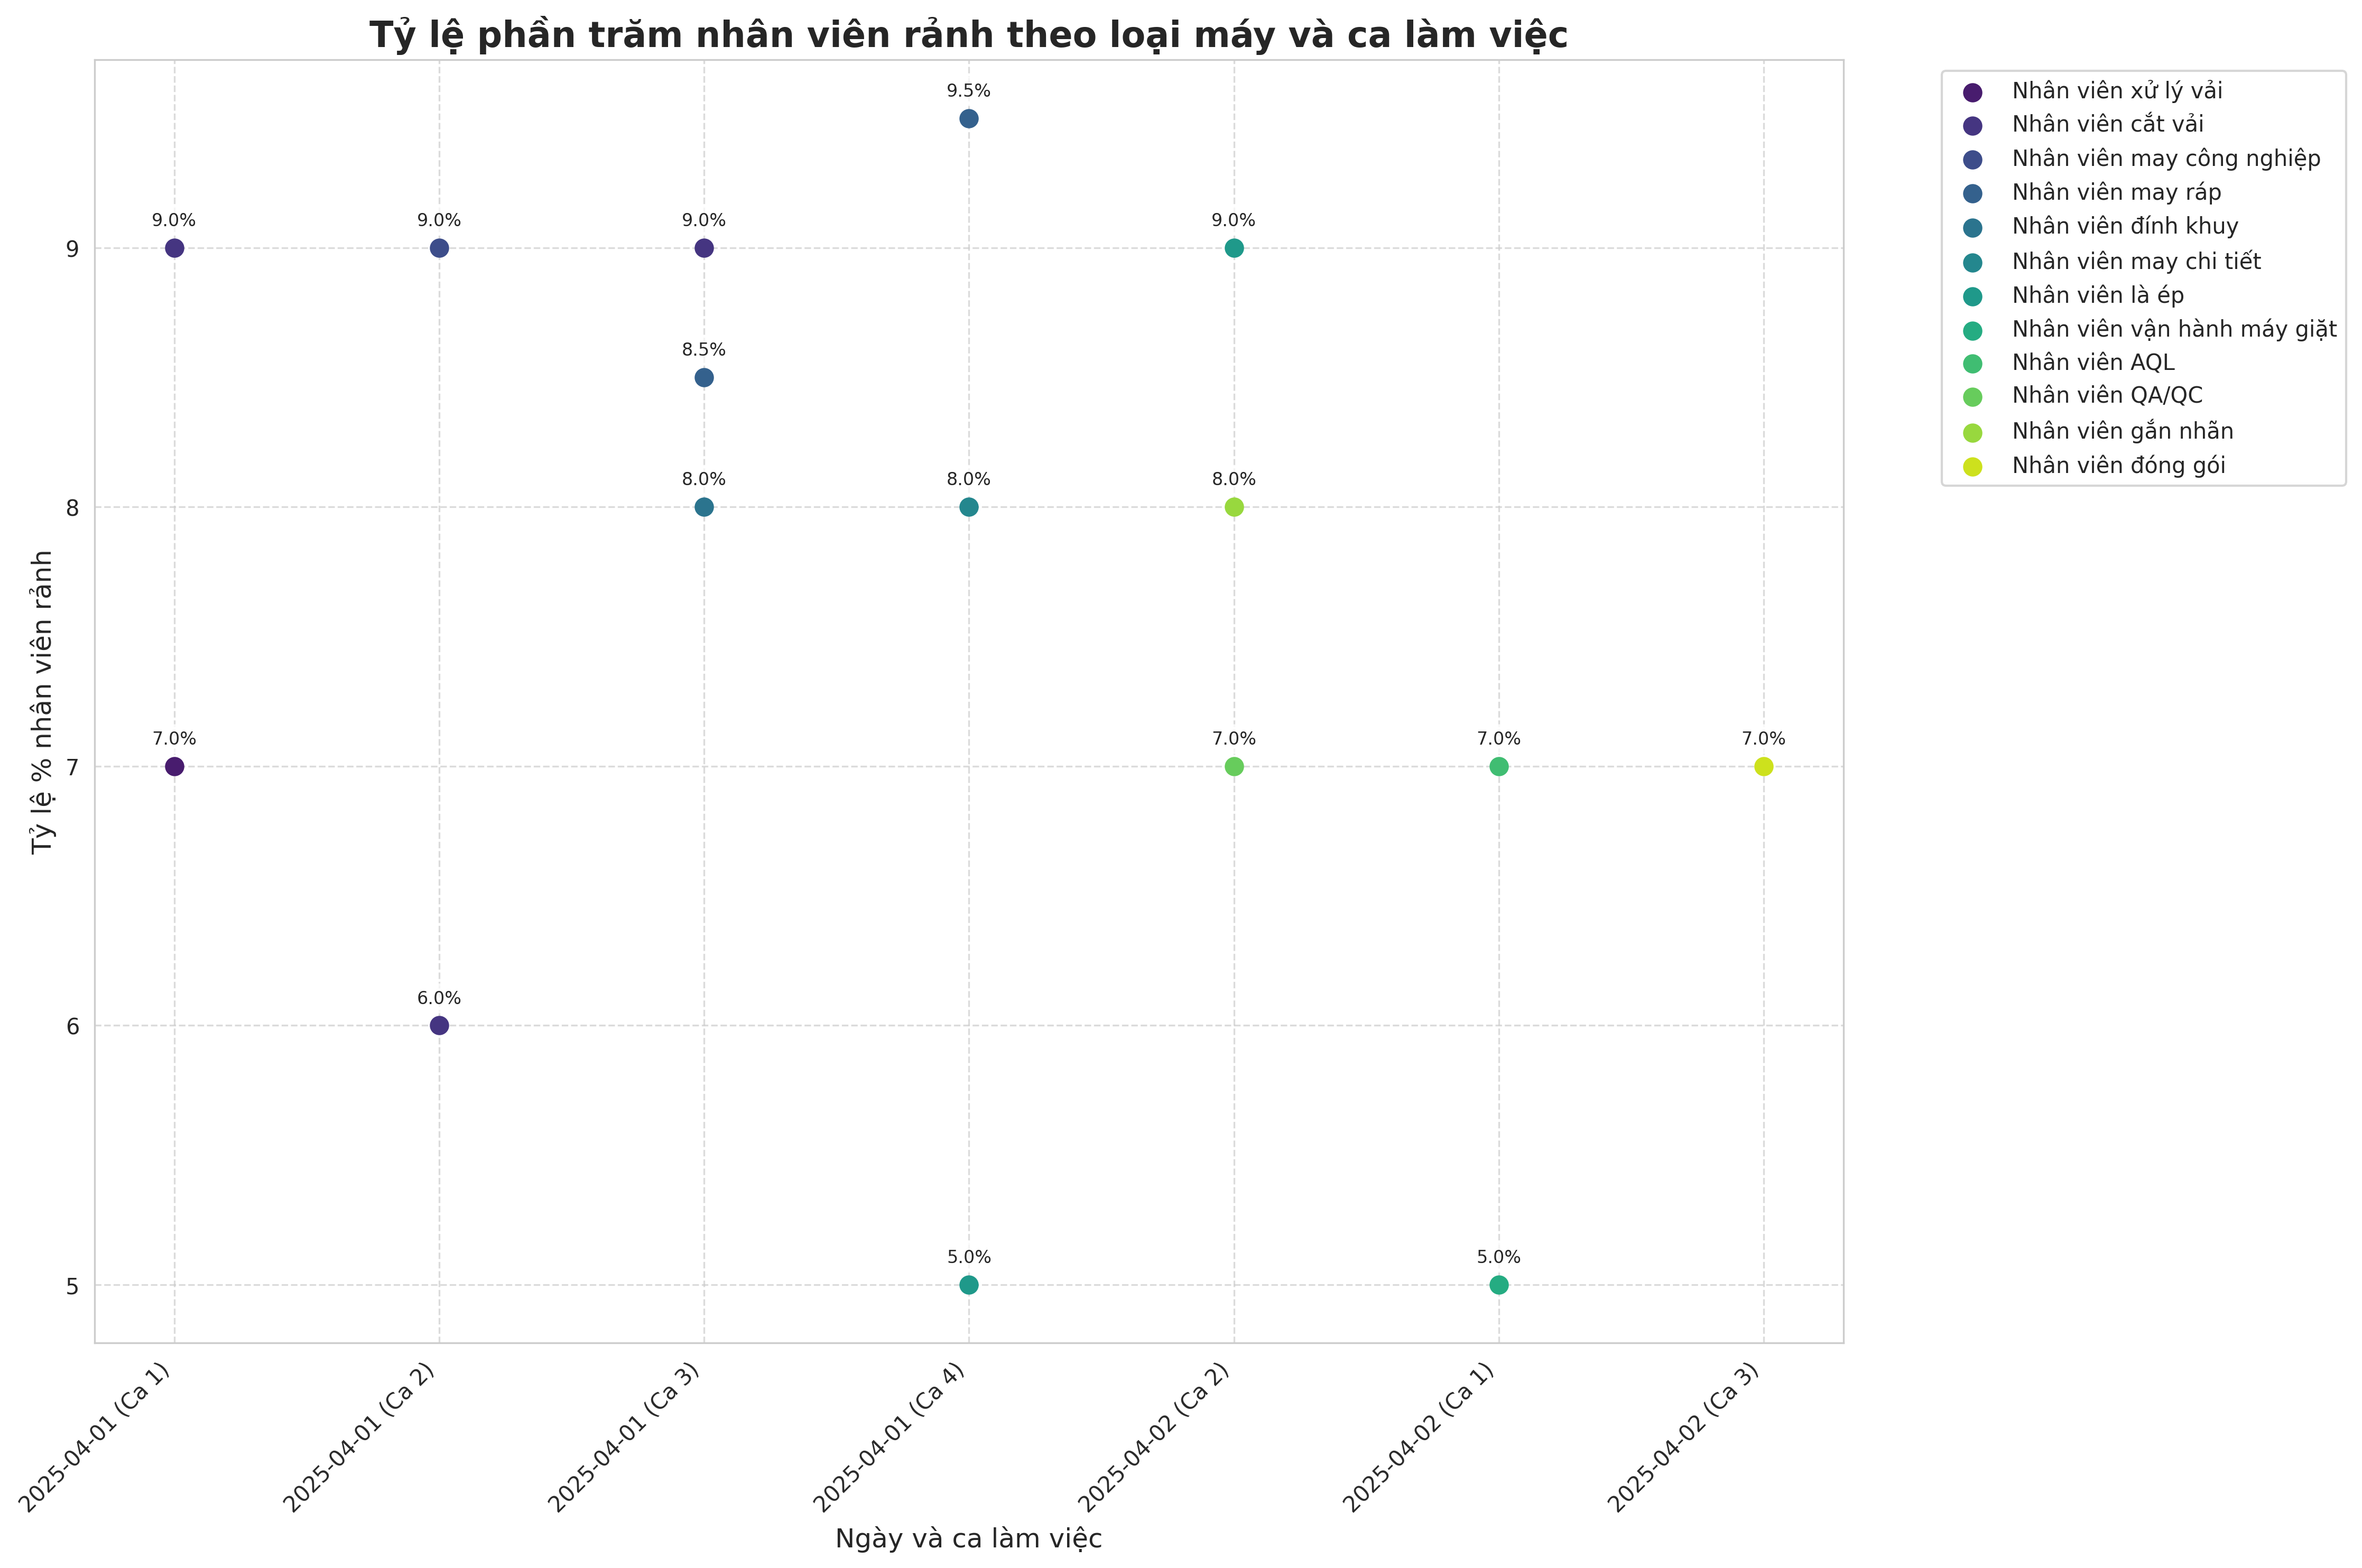 Tỷ lệ phần trăm nhân viên rảnh theo loại máy và ca làm việc
9.5%
9.0% 9.0% 9.0% 9.0%
8.5%
8.0% 8.0% 8.0%
7.0% 7.0% 7.0% 7.0%
6.0%
5.0% 5.0%
9
8
7
6
5
Tỷ lệ % nhân viên rảnh
2025-04-01 (Ca 1)
2025-04-01 (Ca 2)
2025-04-01 (Ca 3)
2025-04-01 (Ca 4)
2025-04-02 (Ca 2)
2025-04-02 (Ca 1)
2025-04-02 (Ca 3)
Ngày và ca làm việc
Nhân viên xử lý vải
Nhân viên cắt vải
Nhân viên may công nghiệp
Nhân viên may ráp
Nhân viên đính khuy
Nhân viên may chi tiết
Nhân viên là ép
Nhân viên vận hành máy giặt
Nhân viên AQL
Nhân viên QA/QC
Nhân viên gắn nhãn
Nhân viên đóng gói